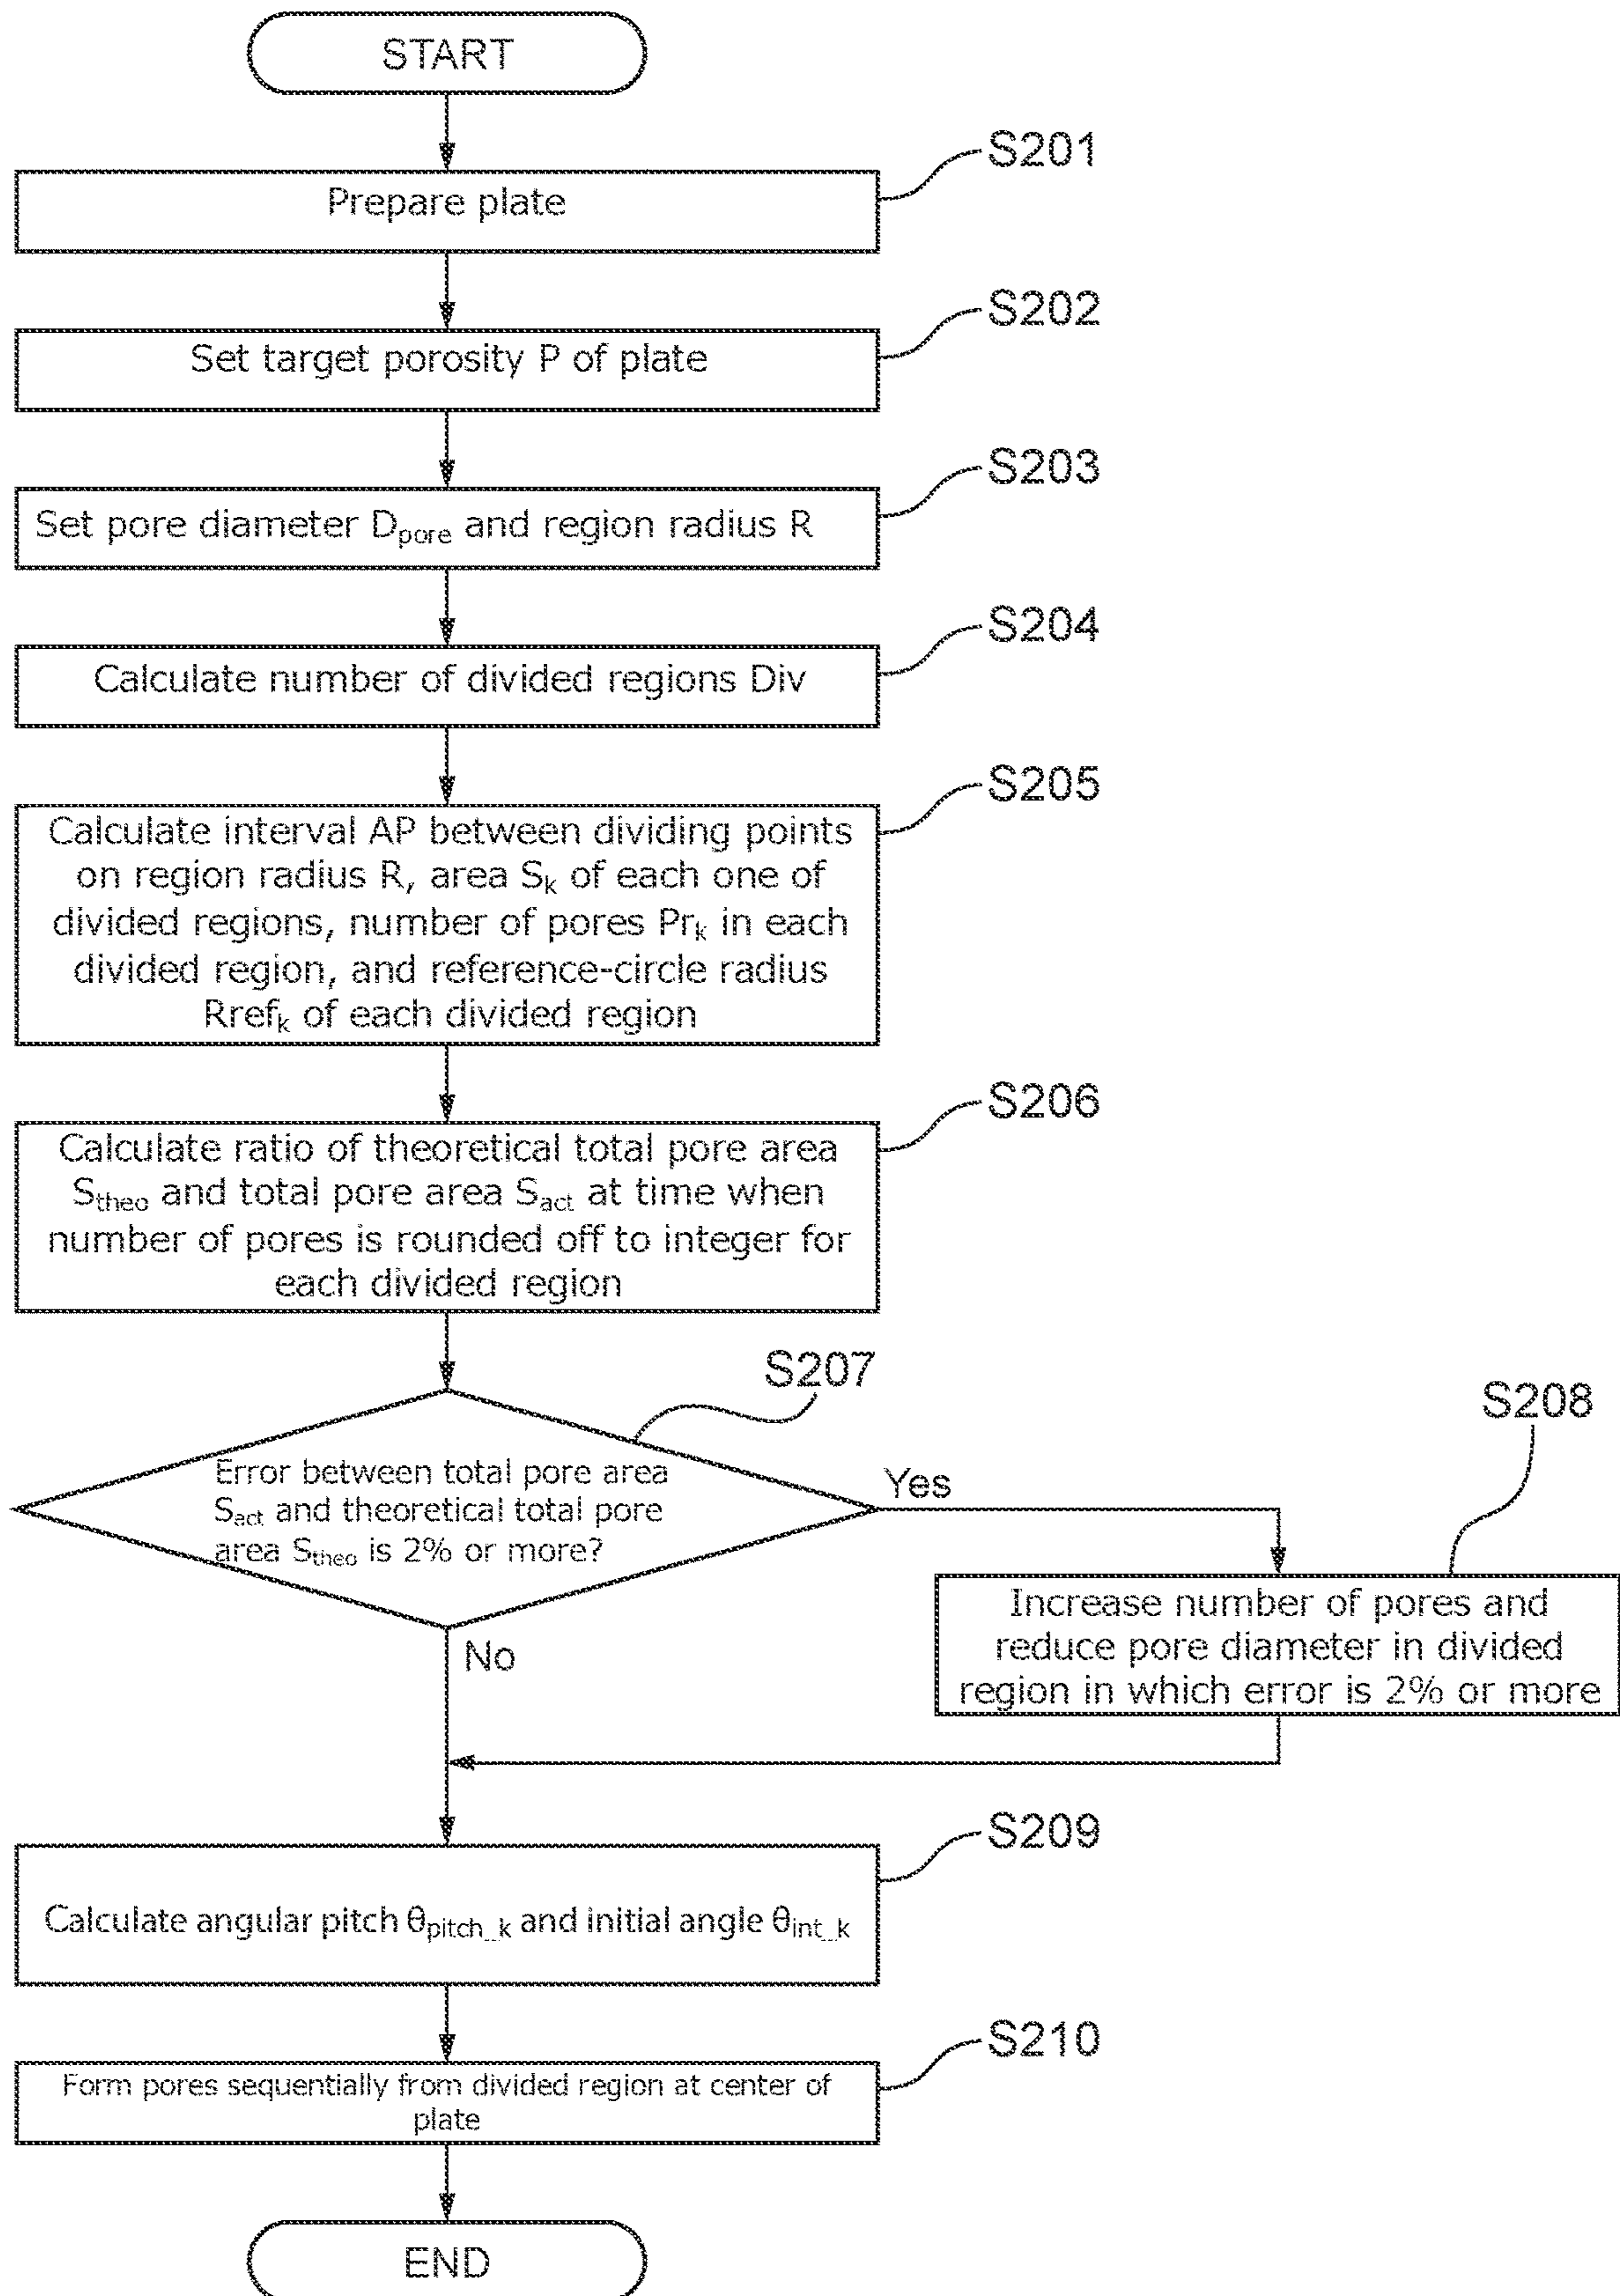 START
S201
Prepare plate
S202
Set target porosity P of plate
S203
Set pore diameter Dpore and region radius R
S204
Calculate number of divided regions Div
S205
Calculate interval AP between dividing points
on region radius R, area Sk of each one of
divided regions, number of pores Prk in each
divided region, and reference-circle radius
Rrefk of each divided region
S206
Calculate ratio of theoretical total pore area
Stheo and total pore area Sact at time when
number of pores is rounded off to integer for
each divided region
S207
Error between total pore area
Sact and theoretical total pore
area Stheo is 2% or more?
Yes
No
S208
Increase number of pores and
reduce pore diameter in divided
region in which error is 2% or more
S209
Calculate angular pitch θpitch_k and initial angle θint_k
S210
Form pores sequentially from divided region at center of
plate
END